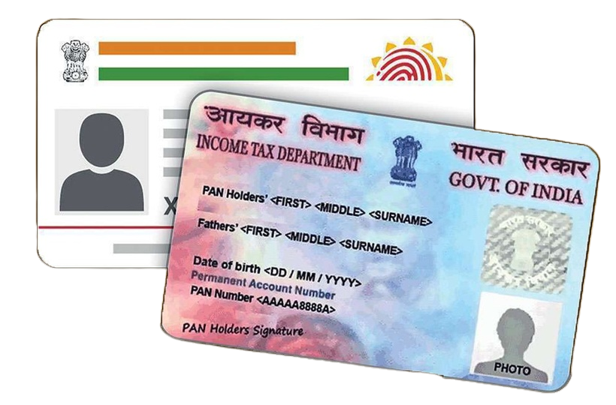 आयकर विभाग
INCOME TAX DEPARTMENT
भारत सरकार
GOVT. OF INDIA
PAN Holders' <FIRST> <MIDDLE> <SURNAME>
Fathers' <FIRST> <MIDDLE> <SURNAME>
Date of birth <DD / MM / YYYY>
Permanent Account Number
PAN Number <AAAAA8888A>
PAN Holders Signature
PHOTO
X